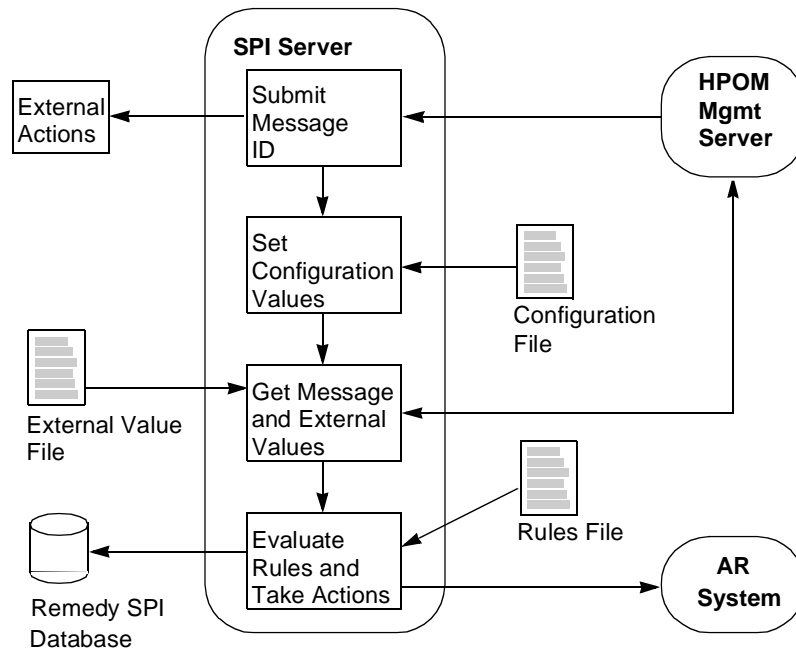 SPI Server
Submit
Message
ID
External
Actions
HPOM
Mgmt
Server
Set
Configuration
Values
Configuration
File
Get Message
and External
Values
External Value
File
Rules File
Evaluate
Rules and
Take Actions
Remedy SPI
Database
AR
System